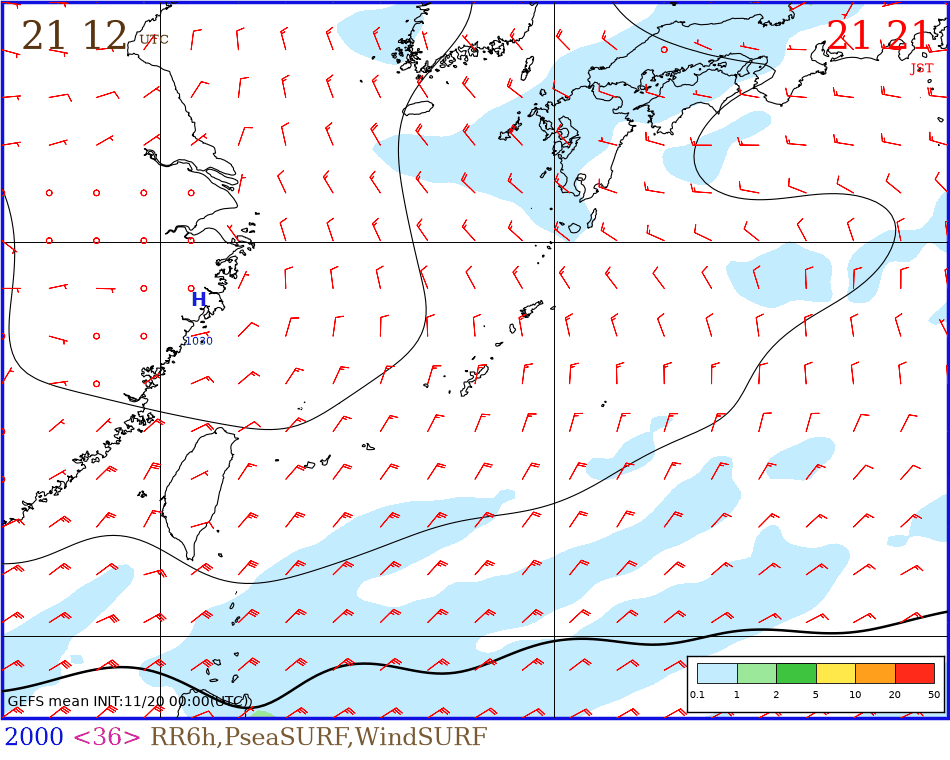 21 12 UTC
21 21 JST
H
1030
GEFS mean INIT:11/20 00:00(UTC)
0.1 1 2 5 10 20 50
2000 <36> RR6h,PseaSURF,WindSURF